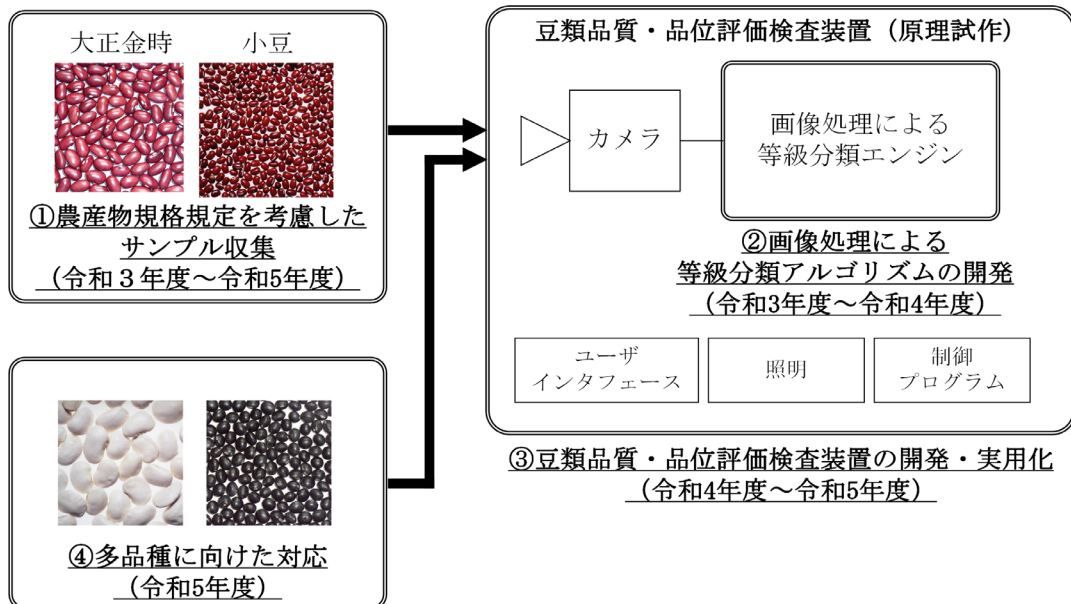 大正金時
小豆
①農産物規格規定を考慮した
サンプル収集
（令和３年度～令和5年度）
豆類品質・品位評価検査装置（原理試作）
カメラ
画像処理による
等級分類エンジン
②画像処理による
等級分類アルゴリズムの開発
（令和3年度～令和4年度）
ユーザ
インタフェース
照明
制御
プログラム
③豆類品質・品位評価検査装置の開発・実用化
（令和4年度～令和5年度）
④多品種に向けた対応
（令和5年度）